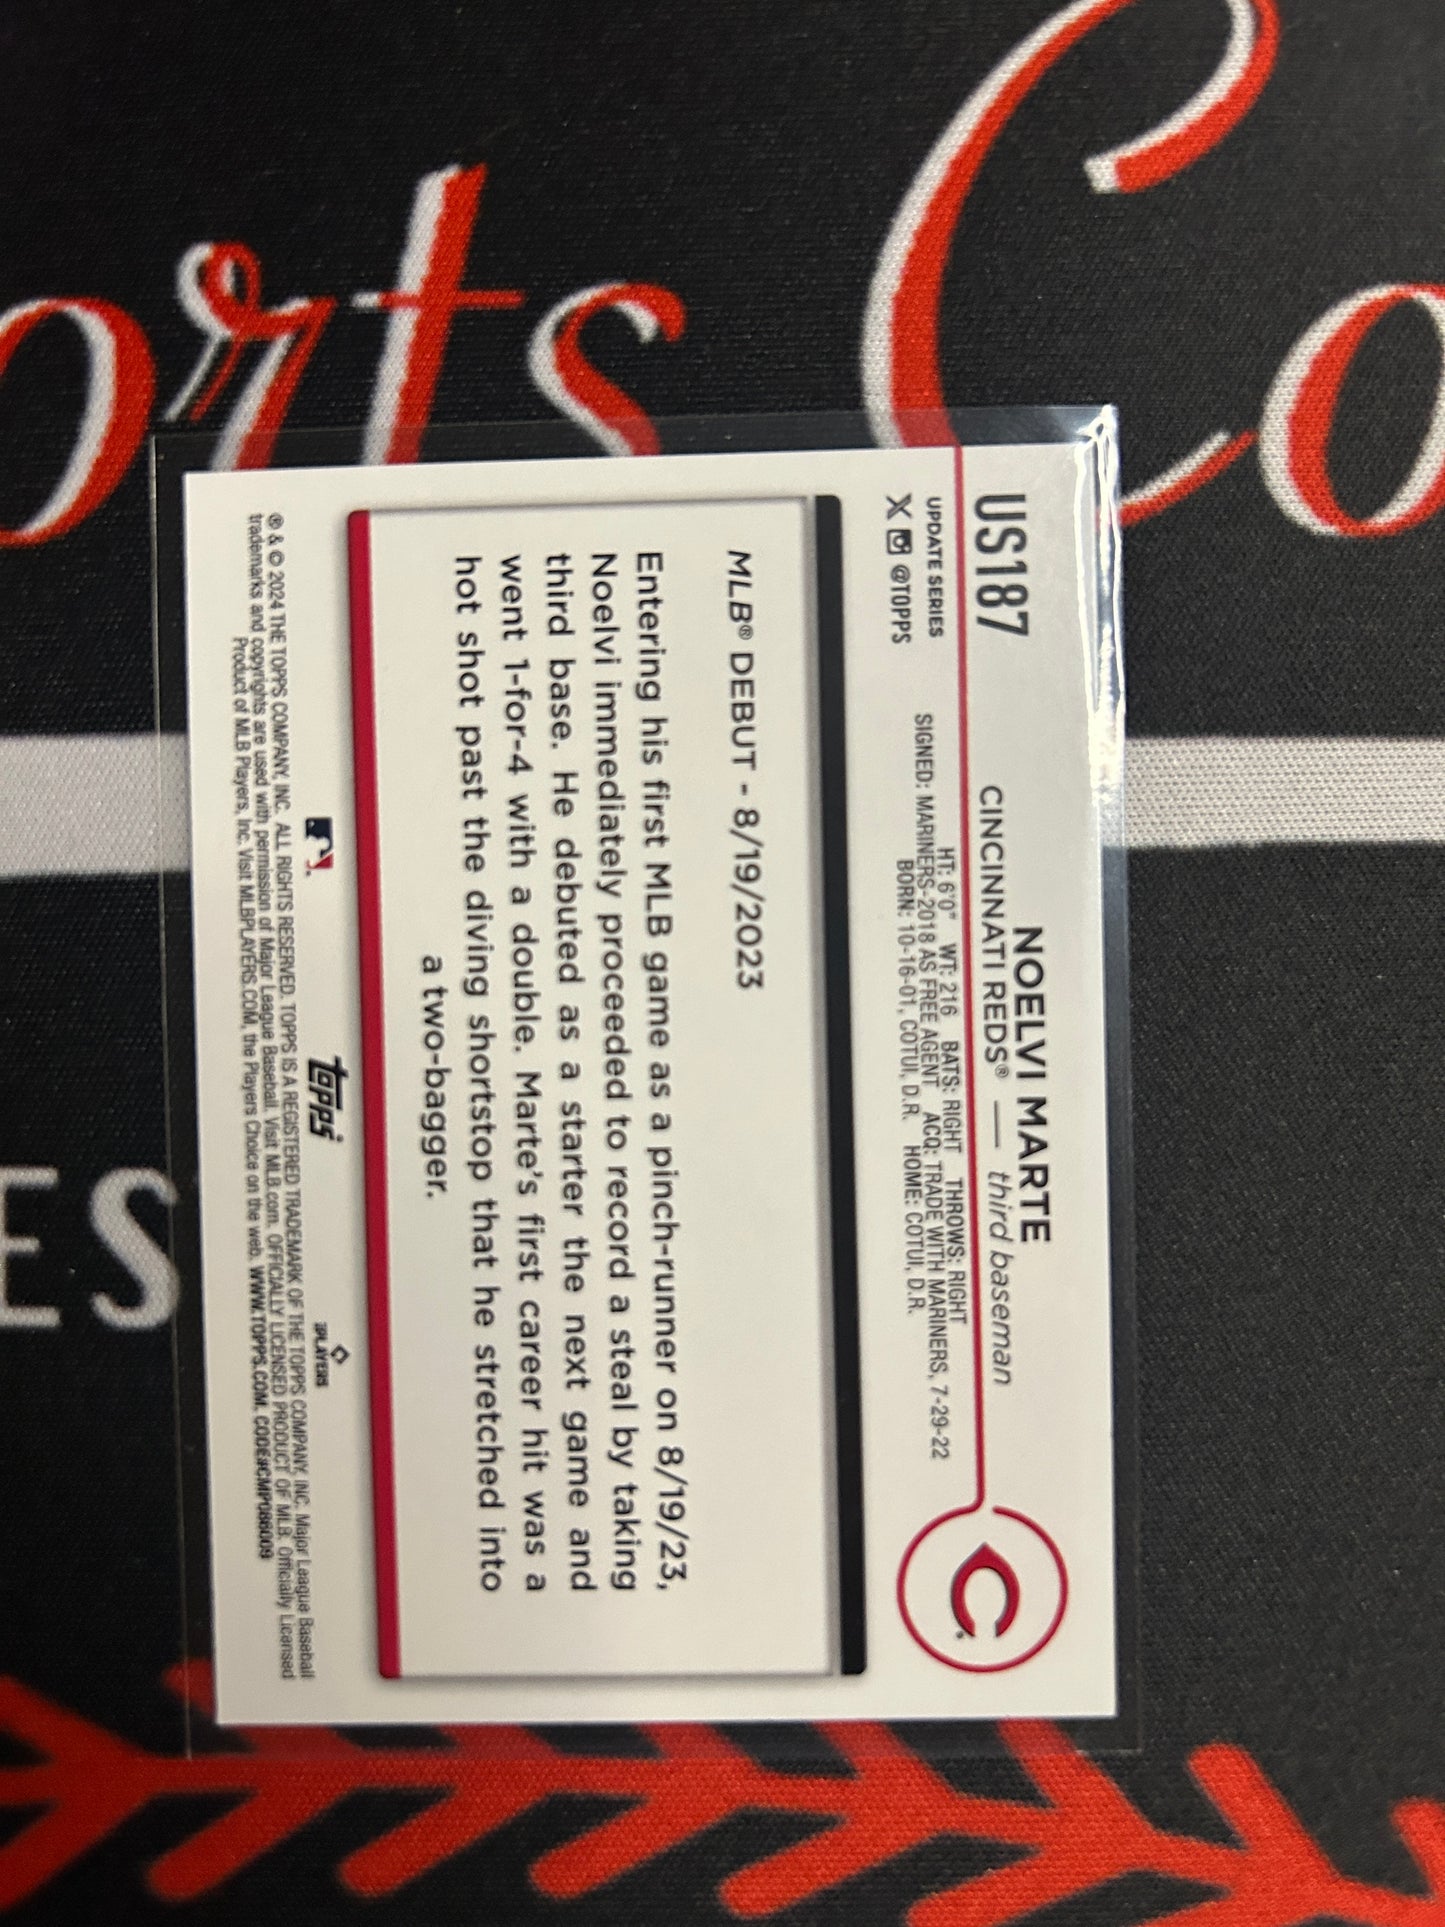 orts Co
ES
US187
UPDATE SERIES
X @TOPPS
NOELVI MARTE
CINCINNATI REDS® — third baseman
HT: 6'0" WT: 216 BATS: RIGHT THROWS: RIGHT
SIGNED: MARINERS-2018 AS FREE AGENT ACQ: TRADE WITH MARINERS, 7-29-22
BORN: 10-16-01, COTUI, D.R. HOME: COTUI, D.R.
C
MLB® DEBUT - 8/19/2023
Entering his first MLB game as a pinch-runner on 8/19/23,
Noelvi immediately proceeded to record a steal by taking
third base. He debuted as a starter the next game and
went 1-for-4 with a double. Marte's first career hit was a
hot shot past the diving shortstop that he stretched into
a two-bagger.
topps
PLAYERS
® & © 2024 THE TOPPS COMPANY, INC. ALL RIGHTS RESERVED. TOPPS IS A REGISTERED TRADEMARK OF THE TOPPS COMPANY, INC. Major League Baseball
trademarks and copyrights are used with permission of Major League Baseball. Visit MLB.com. OFFICIALLY LICENSED PRODUCT OF MLB. Officially Licensed
Product of MLB Players, Inc. Visit MLBPLAYERS.COM, the Players Choice on the web. WWW.TOPPS.COM. CODE#CMP086009